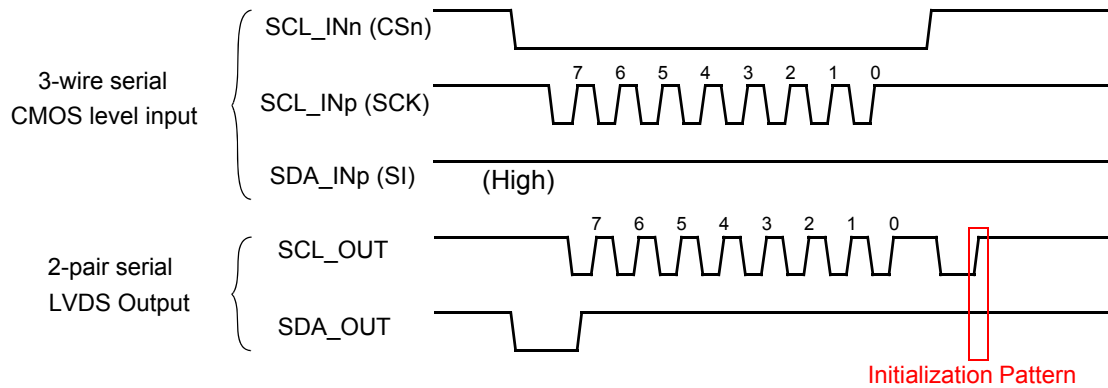 SCL_INn (CSn)
7 6 5 4 3 2 1 0
3-wire serial
CMOS level input
SCL_INp (SCK)
SDA_INp (SI)
(High)
7 6 5 4 3 2 1 0
SCL_OUT
2-pair serial
LVDS Output
SDA_OUT
Initialization Pattern